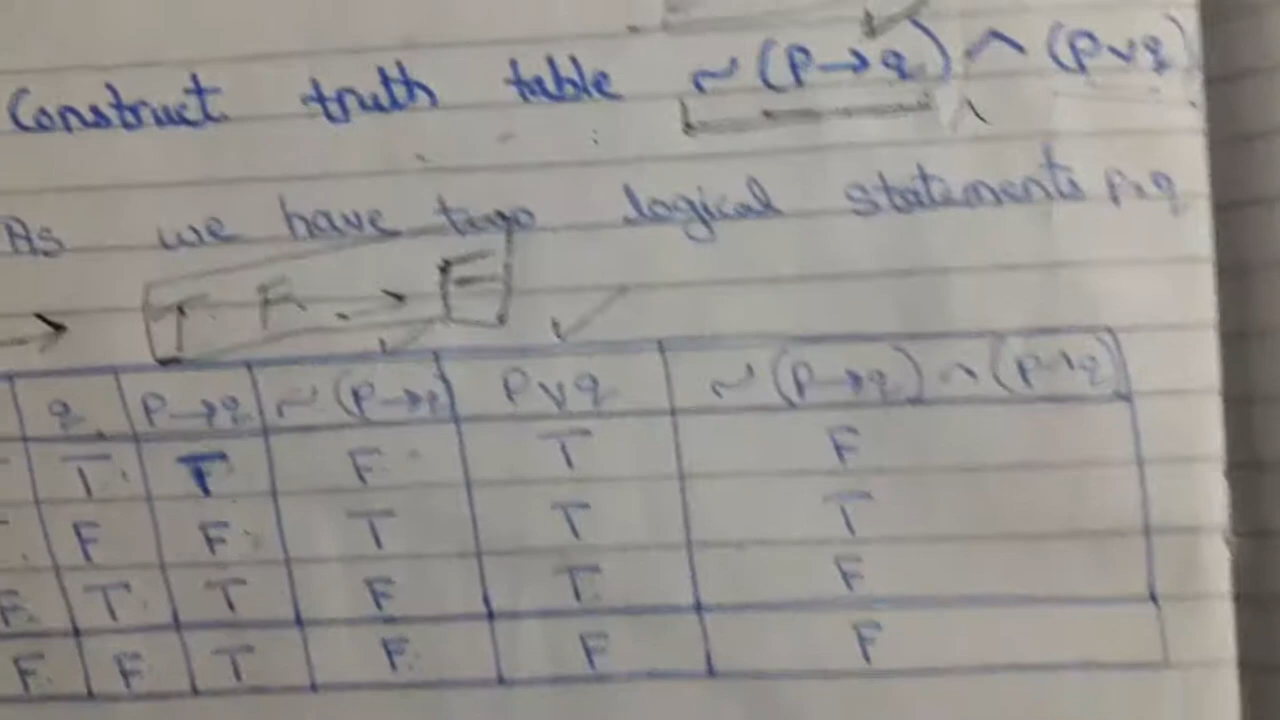 Construct truth table ~(P→q) ∧ (P∨q)
As we have two logical statements p, q
→ T F → F
q P→q ~(P→q) P∨q ~(P→q) ∧ (P∨q)
T T F T F
F F T T T
F T T F T F
F F T F F F